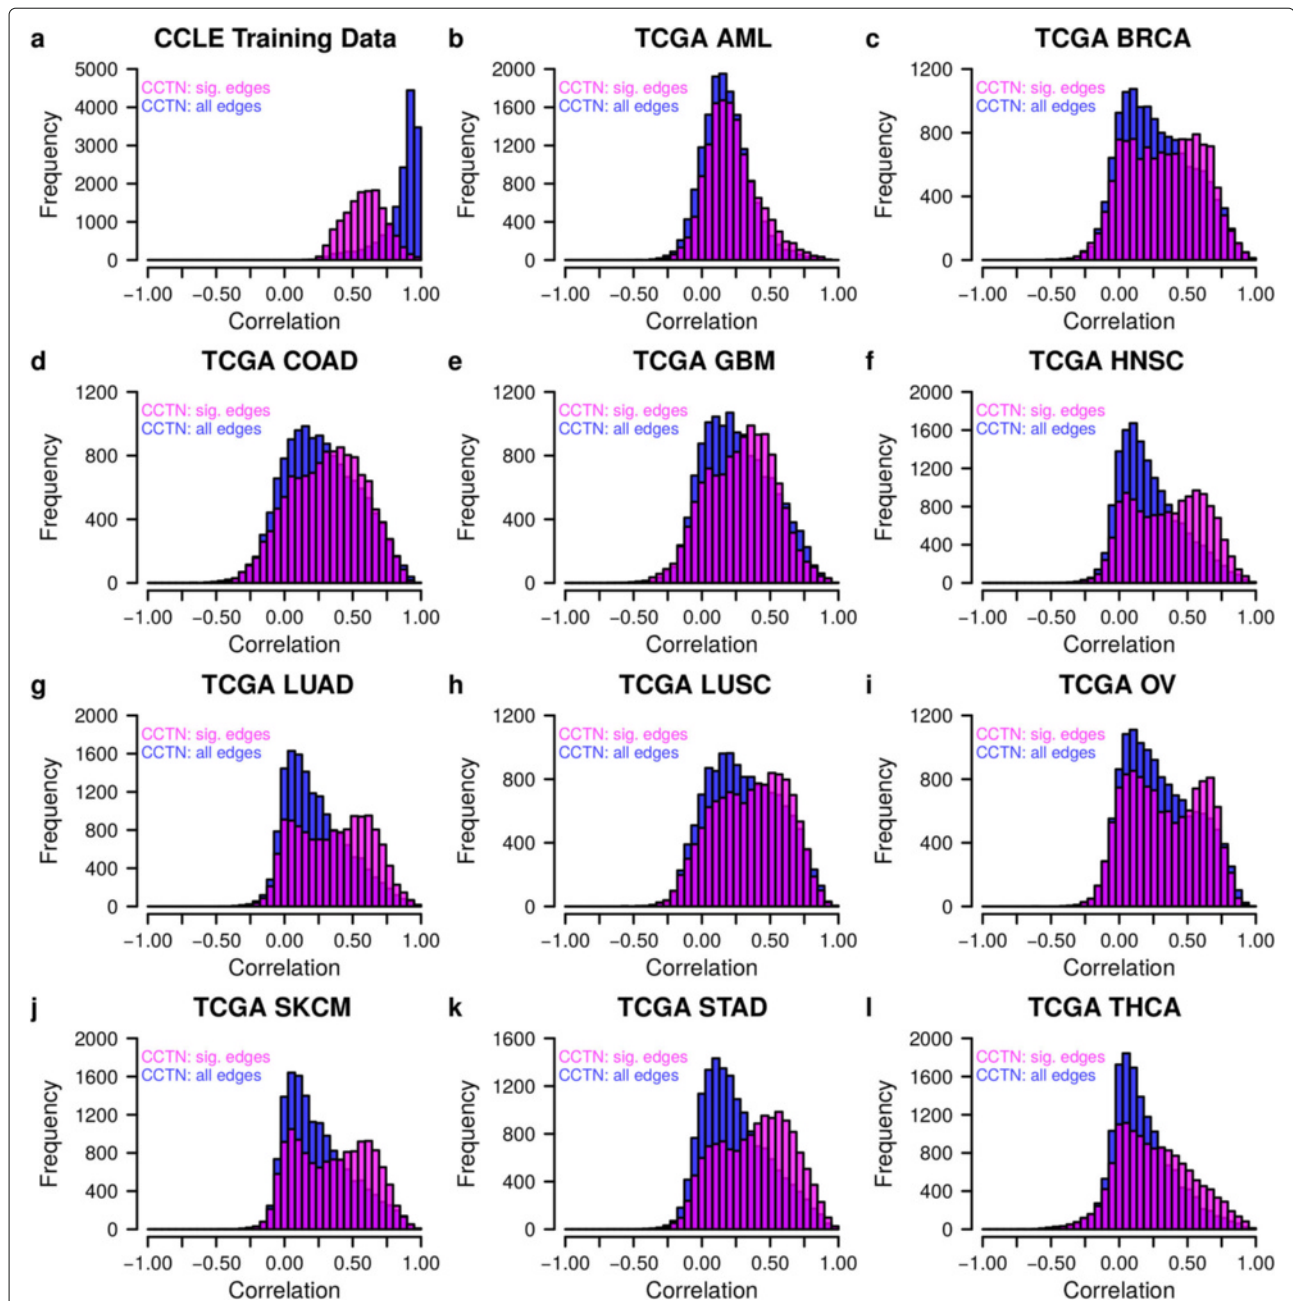 a CCLE Training Data b TCGA AML c TCGA BRCA
5000 2000 1200
CCTN: sig. edges CCTN: sig. edges CCTN: sig. edges
4000 1600
CCTN: all edges CCTN: all edges CCTN: all edges
3000 1200 800
2000 800 400
1000 400
0 0 0
Frequency Frequency Frequency
−1.00 −0.50 0.00 0.50 1.00 −1.00 −0.50 0.00 0.50 1.00 −1.00 −0.50 0.00 0.50 1.00
Correlation Correlation Correlation
d TCGA COAD e TCGA GBM f TCGA HNSC
1200 1200 2000
CCTN: sig. edges CCTN: sig. edges CCTN: sig. edges
CCTN: all edges CCTN: all edges CCTN: all edges
1600
800 800 1200
800
400 400 400
0 0 0
Frequency Frequency Frequency
−1.00 −0.50 0.00 0.50 1.00 −1.00 −0.50 0.00 0.50 1.00 −1.00 −0.50 0.00 0.50 1.00
Correlation Correlation Correlation
g TCGA LUAD h TCGA LUSC i TCGA OV
2000 1200 1200
CCTN: sig. edges CCTN: sig. edges CCTN: sig. edges
CCTN: all edges CCTN: all edges CCTN: all edges
1600
1200 800 800
800
400 400 400
0 0 0
Frequency Frequency Frequency
−1.00 −0.50 0.00 0.50 1.00 −1.00 −0.50 0.00 0.50 1.00 −1.00 −0.50 0.00 0.50 1.00
Correlation Correlation Correlation
j TCGA SKCM k TCGA STAD l TCGA THCA
2000 1600 2000
CCTN: sig. edges CCTN: sig. edges CCTN: sig. edges
CCTN: all edges CCTN: all edges CCTN: all edges
1600 1200 1600
1200 800 1200
800 800
400 400 400
0 0 0
Frequency Frequency Frequency
−1.00 −0.50 0.00 0.50 1.00 −1.00 −0.50 0.00 0.50 1.00 −1.00 −0.50 0.00 0.50 1.00
Correlation Correlation Correlation